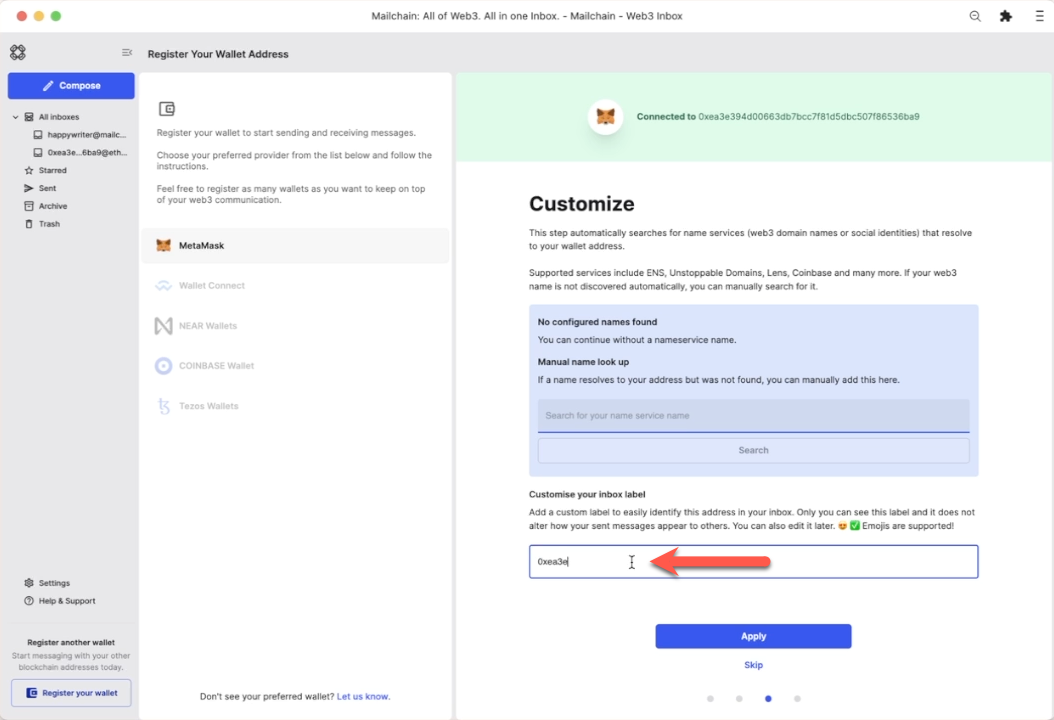 Mailchain: All of Web3. All in one Inbox. - Mailchain - Web3 Inbox
Compose
All inboxes
happywriter@mailc...
0xea3e...6ba9@eth...
Starred
Sent
Archive
Trash
Settings
Help & Support
Register another wallet
Start messaging with your other
blockchain addresses today.
Register your wallet
Register Your Wallet Address
Register your wallet to start sending and receiving messages.
Choose your preferred provider from the list below and follow the
instructions.
Feel free to register as many wallets as you want to keep on top
of your web3 communication.
MetaMask
Wallet Connect
NEAR Wallets
COINBASE Wallet
Tezos Wallets
Don't see your preferred wallet? Let us know.
Connected to 0xea3e394d00663db7bcc7f81d5dbc507f86536ba9
Customize
This step automatically searches for name services (web3 domain names or social identities) that resolve
to your wallet address.
Supported services include ENS, Unstoppable Domains, Lens, Coinbase and many more. If your web3
name is not discovered automatically, you can manually search for it.
No configured names found
You can continue without a nameservice name.
Manual name look up
If a name resolves to your address but was not found, you can manually add this here.
Search for your name service name
Search
Customise your inbox label
Add a custom label to easily identify this address in your inbox. Only you can see this label and it does not
alter how your sent messages appear to others. You can also edit it later. 😍 ✅ Emojis are supported!
0xea3e
Apply
Skip